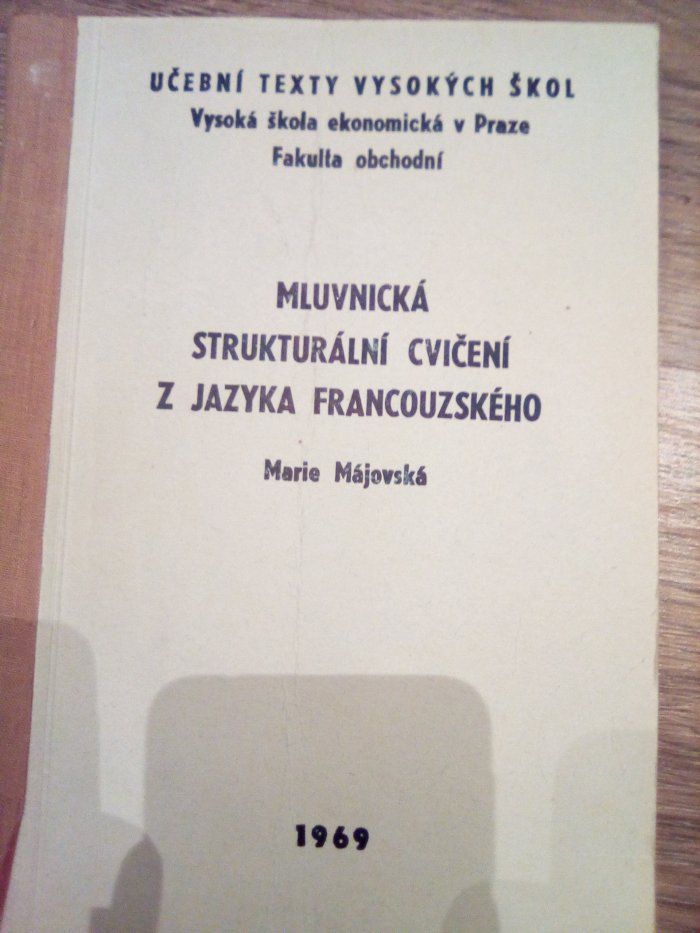 UČEBNÍ TEXTY VYSOKÝCH ŠKOL
Vysoká škola ekonomická v Praze
Fakulta obchodní
MLUVNICKÁ
STRUKTURÁLNÍ CVIČENÍ
Z JAZYKA FRANCOUZSKÉHO
Marie Májovská
1969